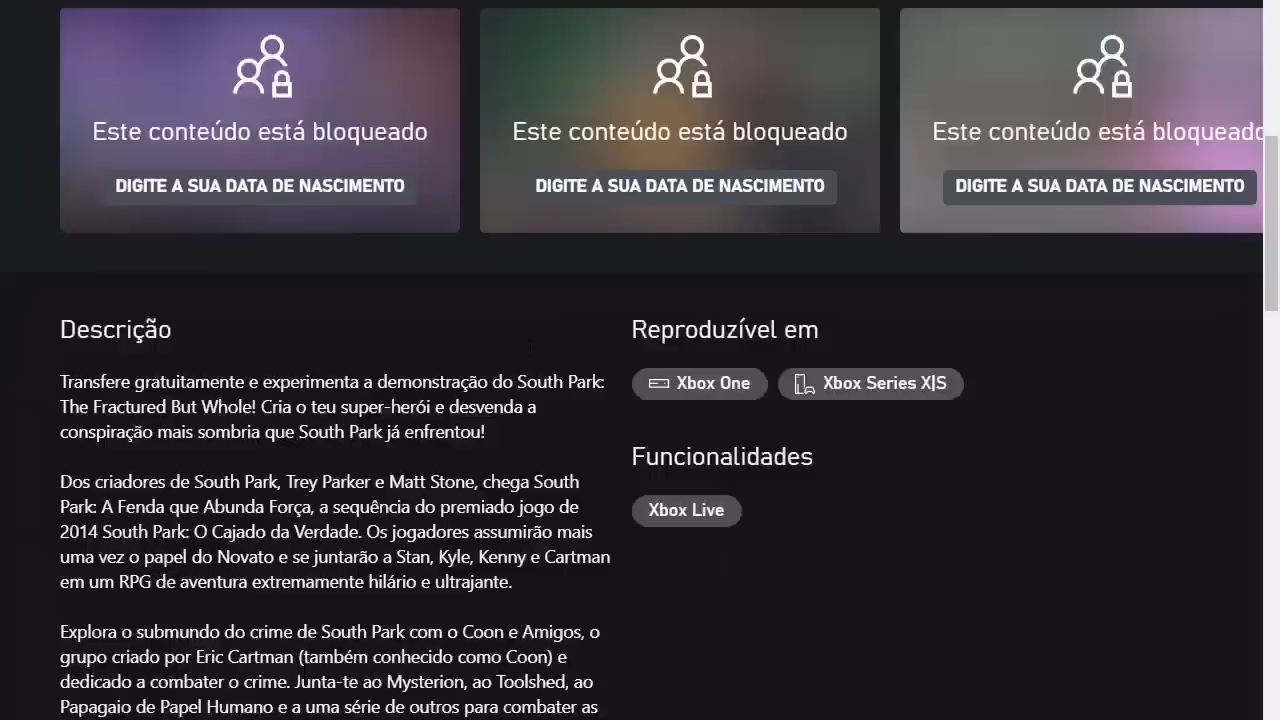 Este conteúdo está bloqueado
DIGITE A SUA DATA DE NASCIMENTO
Este conteúdo está bloqueado
DIGITE A SUA DATA DE NASCIMENTO
Este conteúdo está bloqueado
DIGITE A SUA DATA DE NASCIMENTO
Descrição
Transfere gratuitamente e experimenta a demonstração do South Park:
The Fractured But Whole! Cria o teu super-herói e desvenda a
conspiração mais sombria que South Park já enfrentou!
Dos criadores de South Park, Trey Parker e Matt Stone, chega South
Park: A Fenda que Abunda Força, a sequência do premiado jogo de
2014 South Park: O Cajado da Verdade. Os jogadores assumirão mais
uma vez o papel do Novato e se juntarão a Stan, Kyle, Kenny e Cartman
em um RPG de aventura extremamente hilário e ultrajante.
Explora o submundo do crime de South Park com o Coon e Amigos, o
grupo criado por Eric Cartman (também conhecido como Coon) e
dedicado a combater o crime. Junta-te ao Mysterion, ao Toolshed, ao
Papagaio de Papel Humano e a uma série de outros para combater as
Reproduzível em
Xbox One
Xbox Series X|S
Funcionalidades
Xbox Live